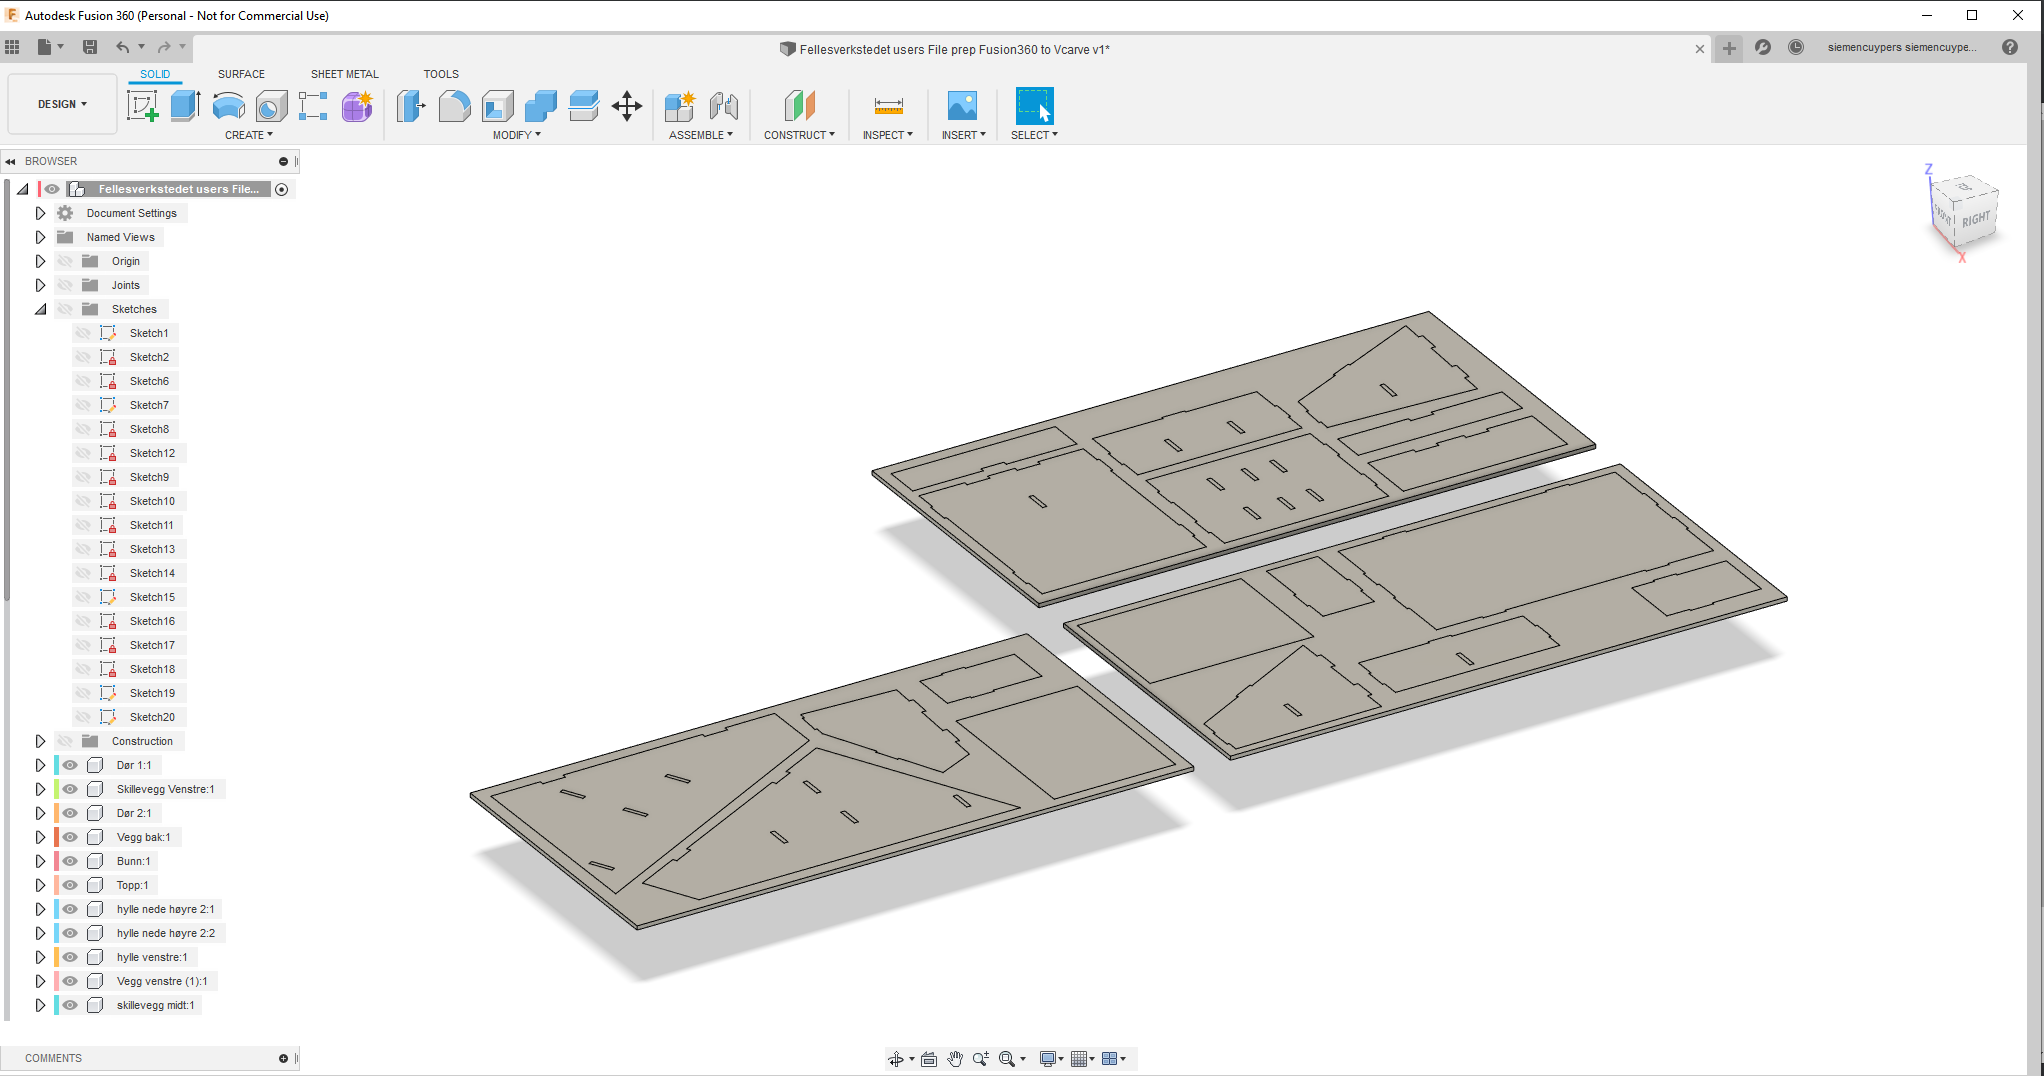 Autodesk Fusion 360 (Personal - Not for Commercial Use)
Fellesverkstedet users File prep Fusion360 to Vcarve v1*
siemencuypers siemencuype...
SOLID
SURFACE
SHEET METAL
TOOLS
DESIGN
CREATE
MODIFY
ASSEMBLE
CONSTRUCT
INSPECT
INSERT
SELECT
BROWSER
Fellesverkstedet users File...
Document Settings
Named Views
Origin
Joints
Sketches
Sketch1
Sketch2
Sketch6
Sketch7
Sketch8
Sketch12
Sketch9
Sketch10
Sketch11
Sketch13
Sketch14
Sketch15
Sketch16
Sketch17
Sketch18
Sketch19
Sketch20
Construction
Dør 1:1
Skillevegg Venstre:1
Dør 2:1
Vegg bak:1
Bunn:1
Topp:1
hylle nede høyre 2:1
hylle nede høyre 2:2
hylle venstre:1
Vegg venstre (1):1
skillevegg midt:1
COMMENTS
Z
FRONT
RIGHT
X